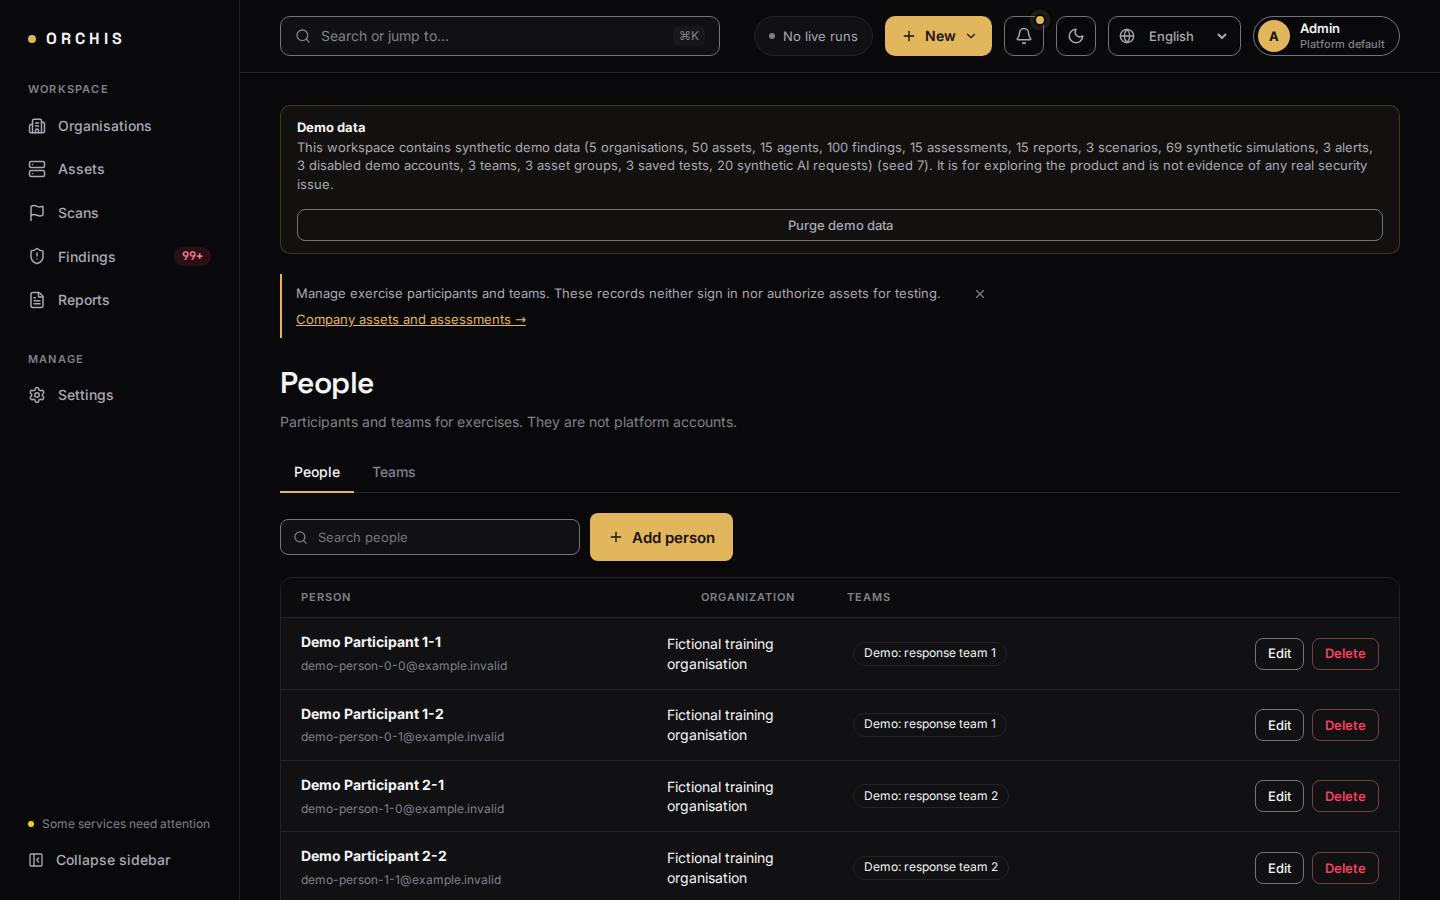 ORCHIS
Search or jump to...
⌘K
No live runs
New
English
A
Admin
Platform default
WORKSPACE
Organisations
Assets
Scans
Findings
99+
Reports
MANAGE
Settings
Some services need attention
Collapse sidebar
Demo data
This workspace contains synthetic demo data (5 organisations, 50 assets, 15 agents, 100 findings, 15 assessments, 15 reports, 3 scenarios, 69 synthetic simulations, 3 alerts,
3 disabled demo accounts, 3 teams, 3 asset groups, 3 saved tests, 20 synthetic AI requests) (seed 7). It is for exploring the product and is not evidence of any real security
issue.
Purge demo data
Manage exercise participants and teams. These records neither sign in nor authorize assets for testing.
Company assets and assessments →
People
Participants and teams for exercises. They are not platform accounts.
People
Teams
Search people
Add person
PERSON
ORGANIZATION
TEAMS
Demo Participant 1-1
demo-person-0-0@example.invalid
Fictional training
organisation
Demo: response team 1
Edit
Delete
Demo Participant 1-2
demo-person-0-1@example.invalid
Fictional training
organisation
Demo: response team 1
Edit
Delete
Demo Participant 2-1
demo-person-1-0@example.invalid
Fictional training
organisation
Demo: response team 2
Edit
Delete
Demo Participant 2-2
demo-person-1-1@example.invalid
Fictional training
organisation
Demo: response team 2
Edit
Delete